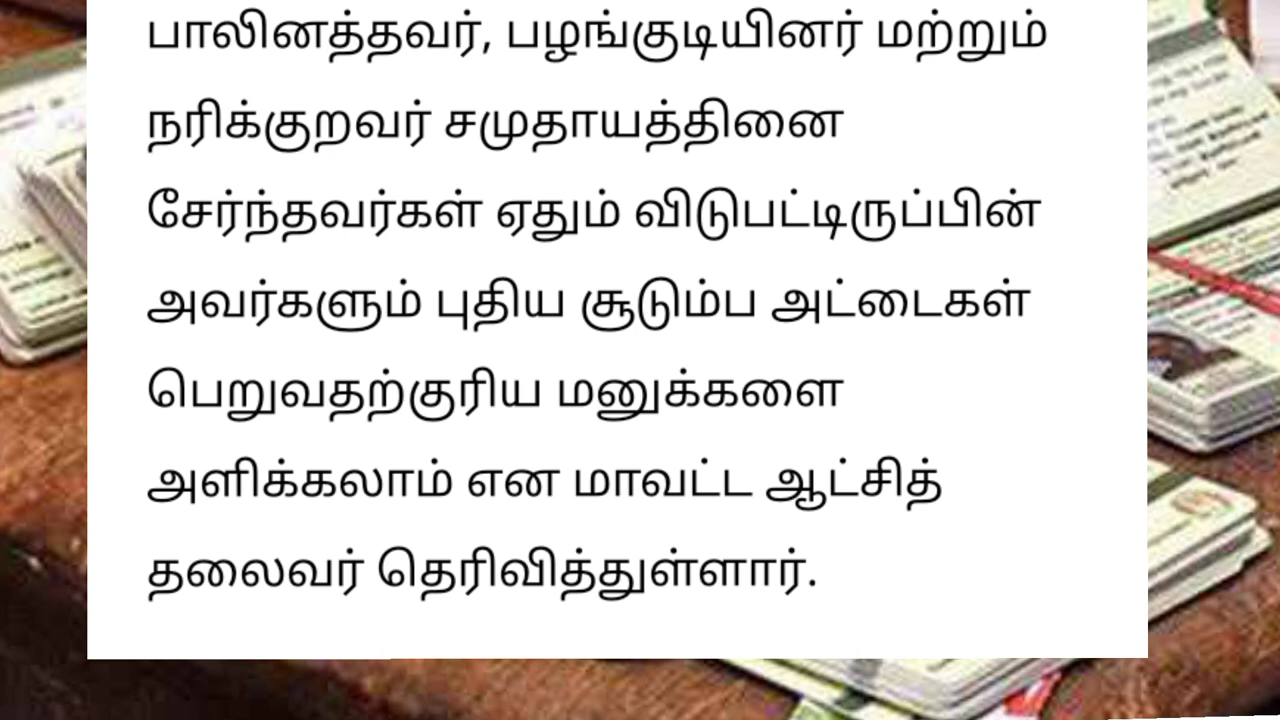 பாலினத்தவர், பழங்குடியினர் மற்றும்
நரிக்குறவர் சமுதாயத்தினை
சேர்ந்தவர்கள் ஏதும் விடுபட்டிருப்பின்
அவர்களும் புதிய சூடும்ப அட்டைகள்
பெறுவதற்குரிய மனுக்களை
அளிக்கலாம் என மாவட்ட ஆட்சித்
தலைவர் தெரிவித்துள்ளார்.